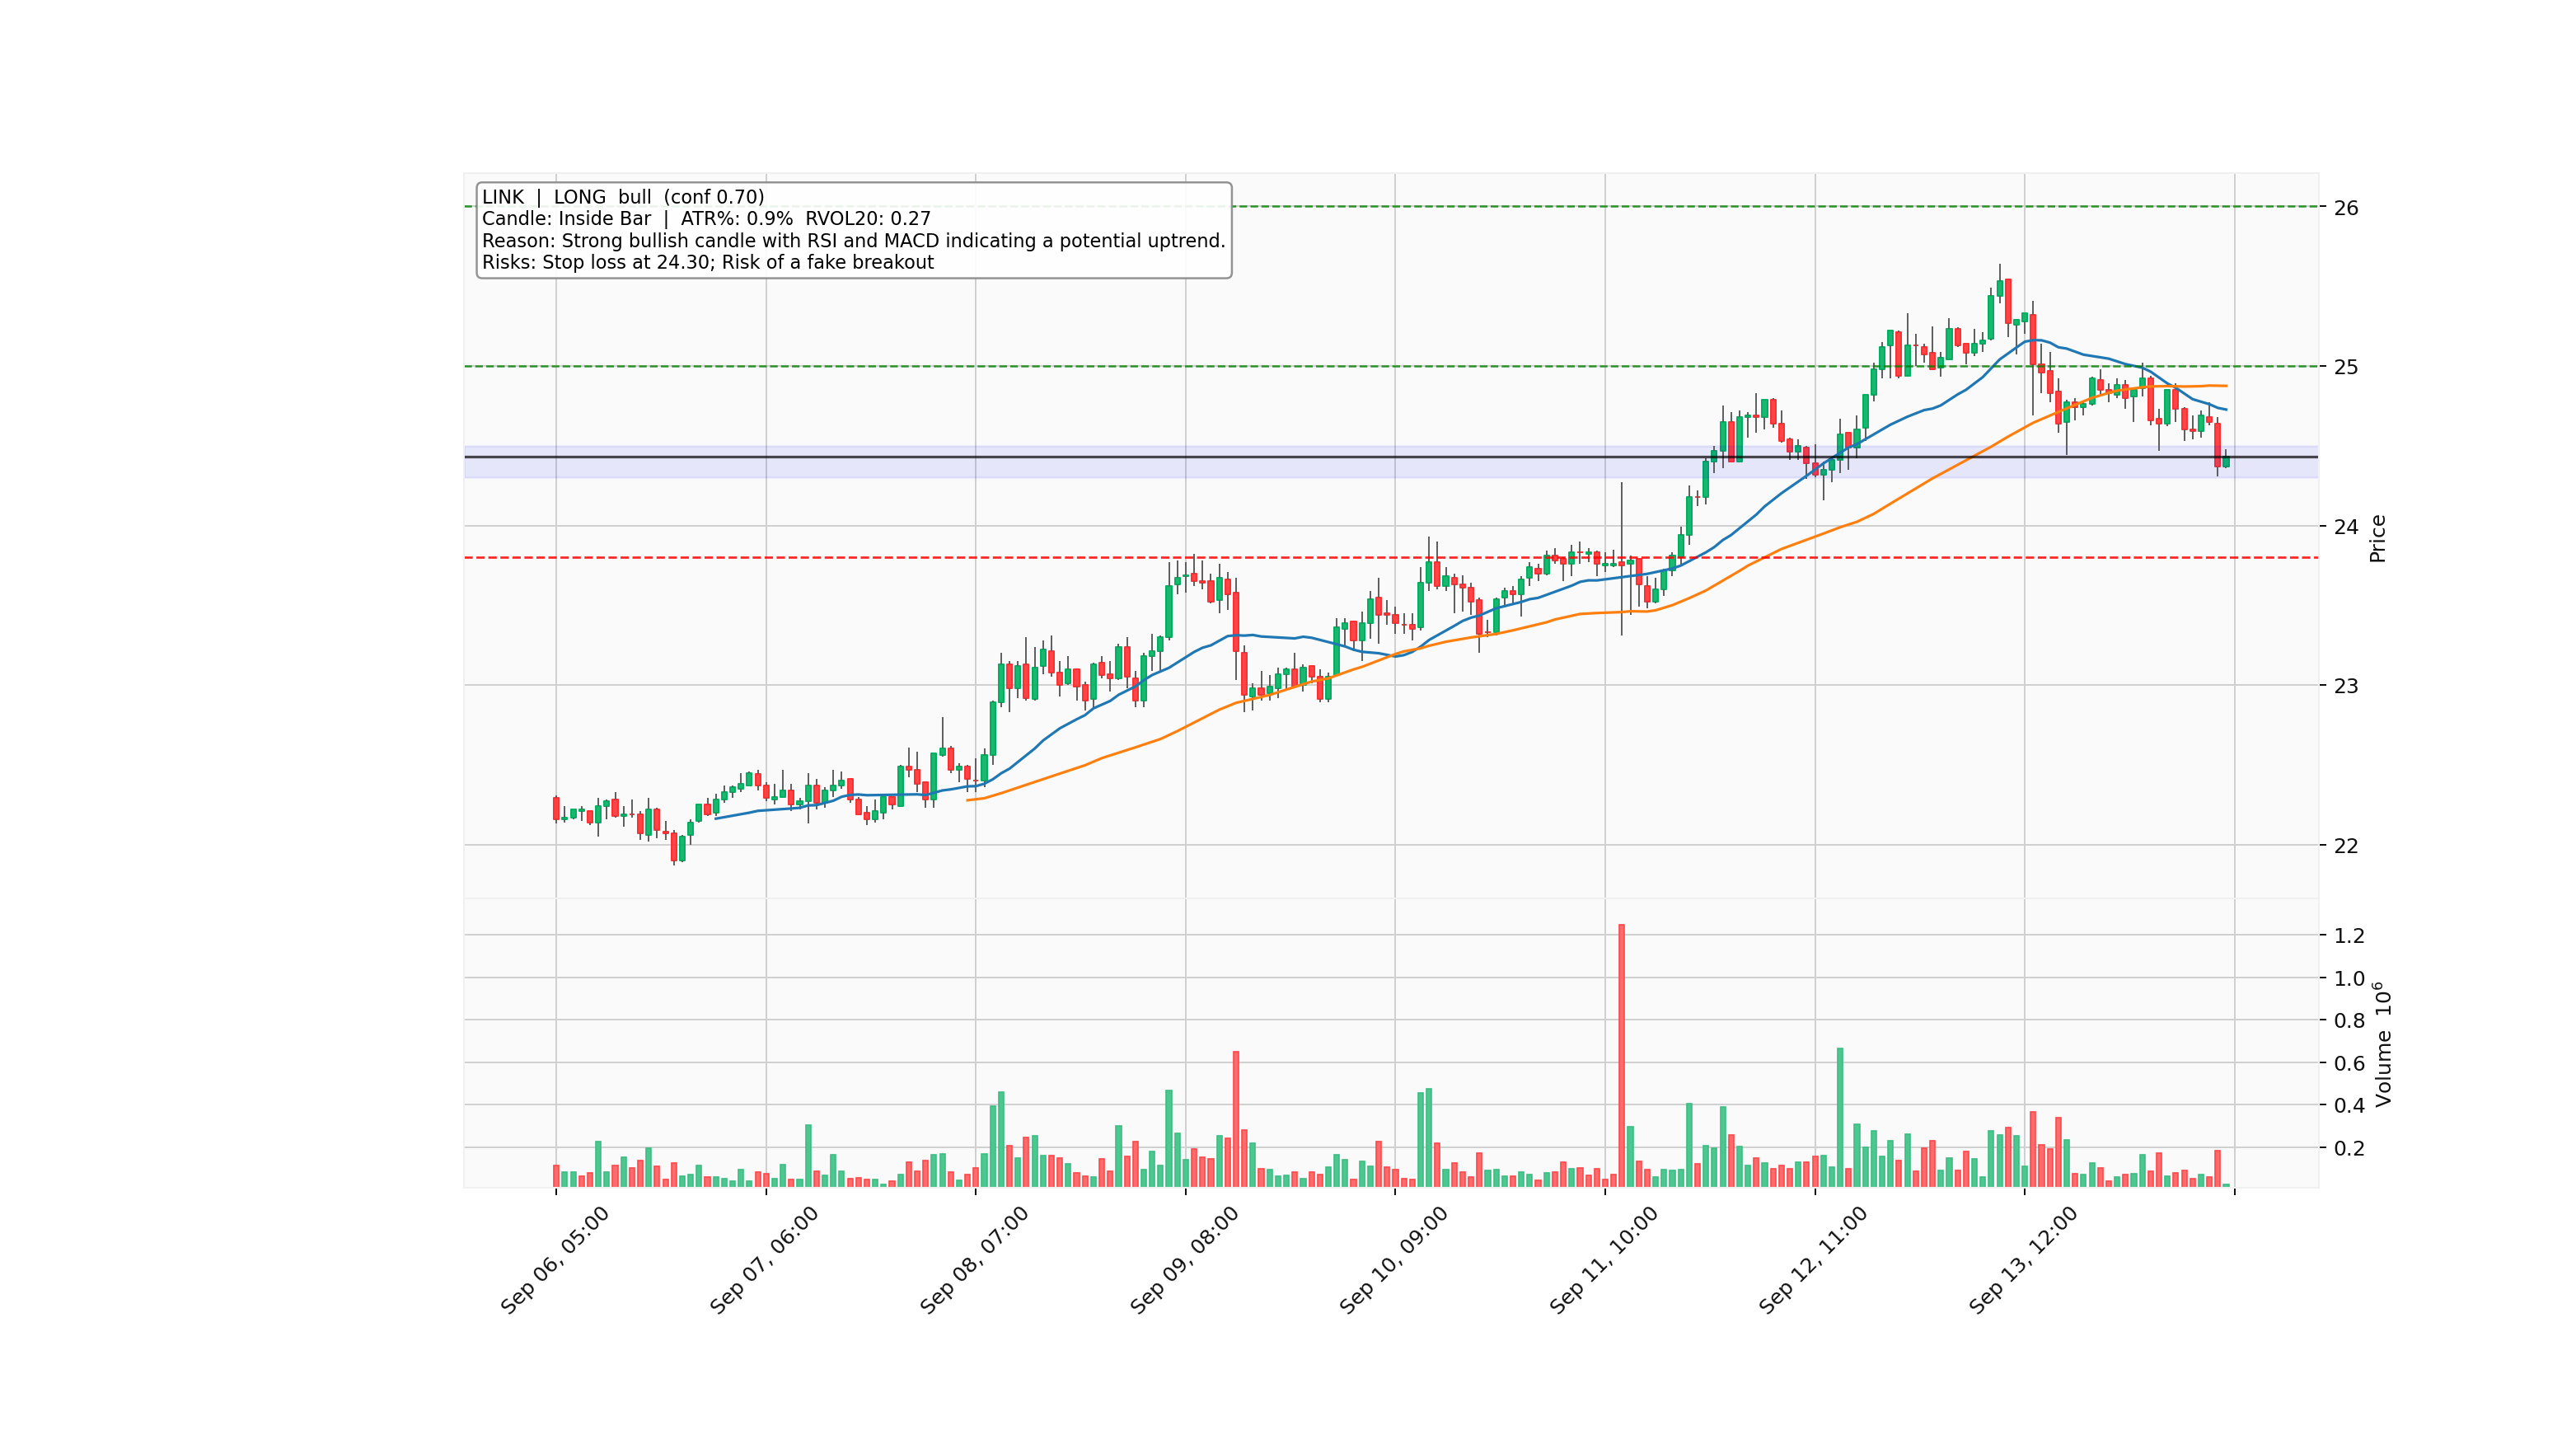 LINK  |  LONG  bull  (conf 0.70)
Candle: Inside Bar  |  ATR%: 0.9%  RVOL20: 0.27
Reason: Strong bullish candle with RSI and MACD indicating a potential uptrend.
Risks: Stop loss at 24.30; Risk of a fake breakout
26
25
24
23
22
Price
1.2
1.0
0.8
0.6
0.4
0.2
Volume 10⁶
Sep 06, 05:00
Sep 07, 06:00
Sep 08, 07:00
Sep 09, 08:00
Sep 10, 09:00
Sep 11, 10:00
Sep 12, 11:00
Sep 13, 12:00